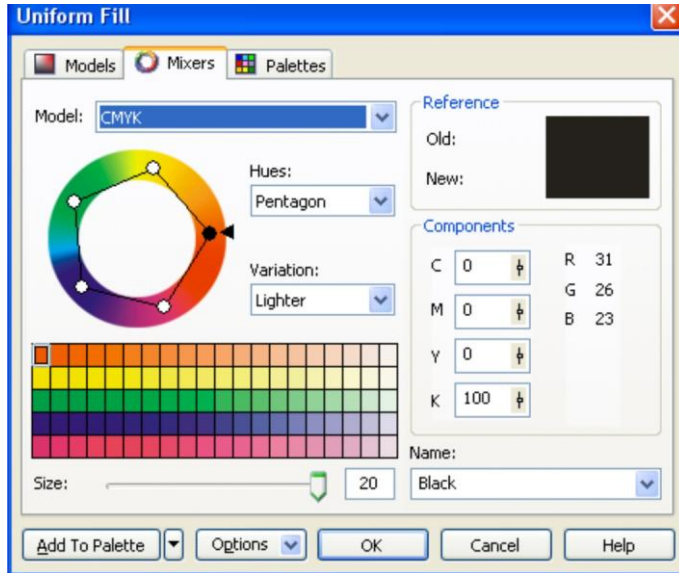 Uniform Fill
Models Mixers Palettes
Model: CMYK
Hues:
Pentagon
Variation:
Lighter
Size: 20
Reference
Old:
New:
Components
C 0 R 31
M 0 G 26
Y 0 B 23
K 100
Name:
Black
Add To Palette Options OK Cancel Help